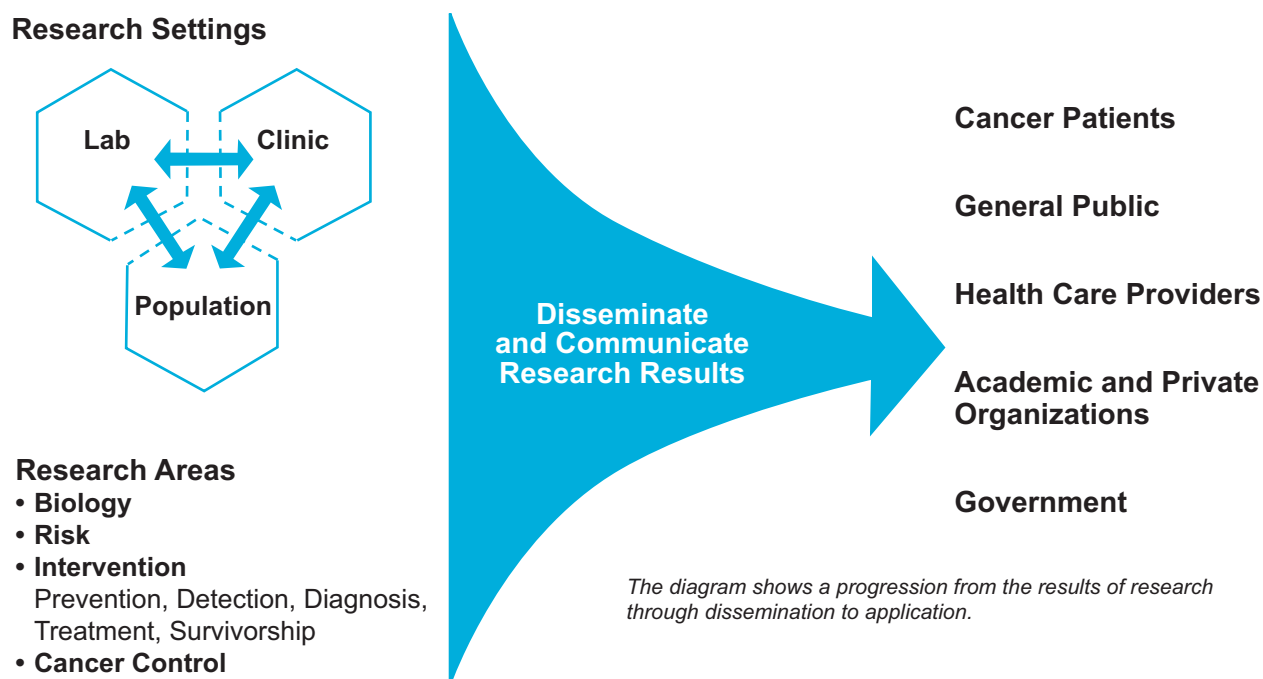 Research Settings
Lab
Clinic
Population
Research Areas
• Biology
• Risk
• Intervention
Prevention, Detection, Diagnosis,
Treatment, Survivorship
• Cancer Control
Disseminate
and Communicate
Research Results
Cancer Patients
General Public
Health Care Providers
Academic and Private
Organizations
Government
The diagram shows a progression from the results of research
through dissemination to application.